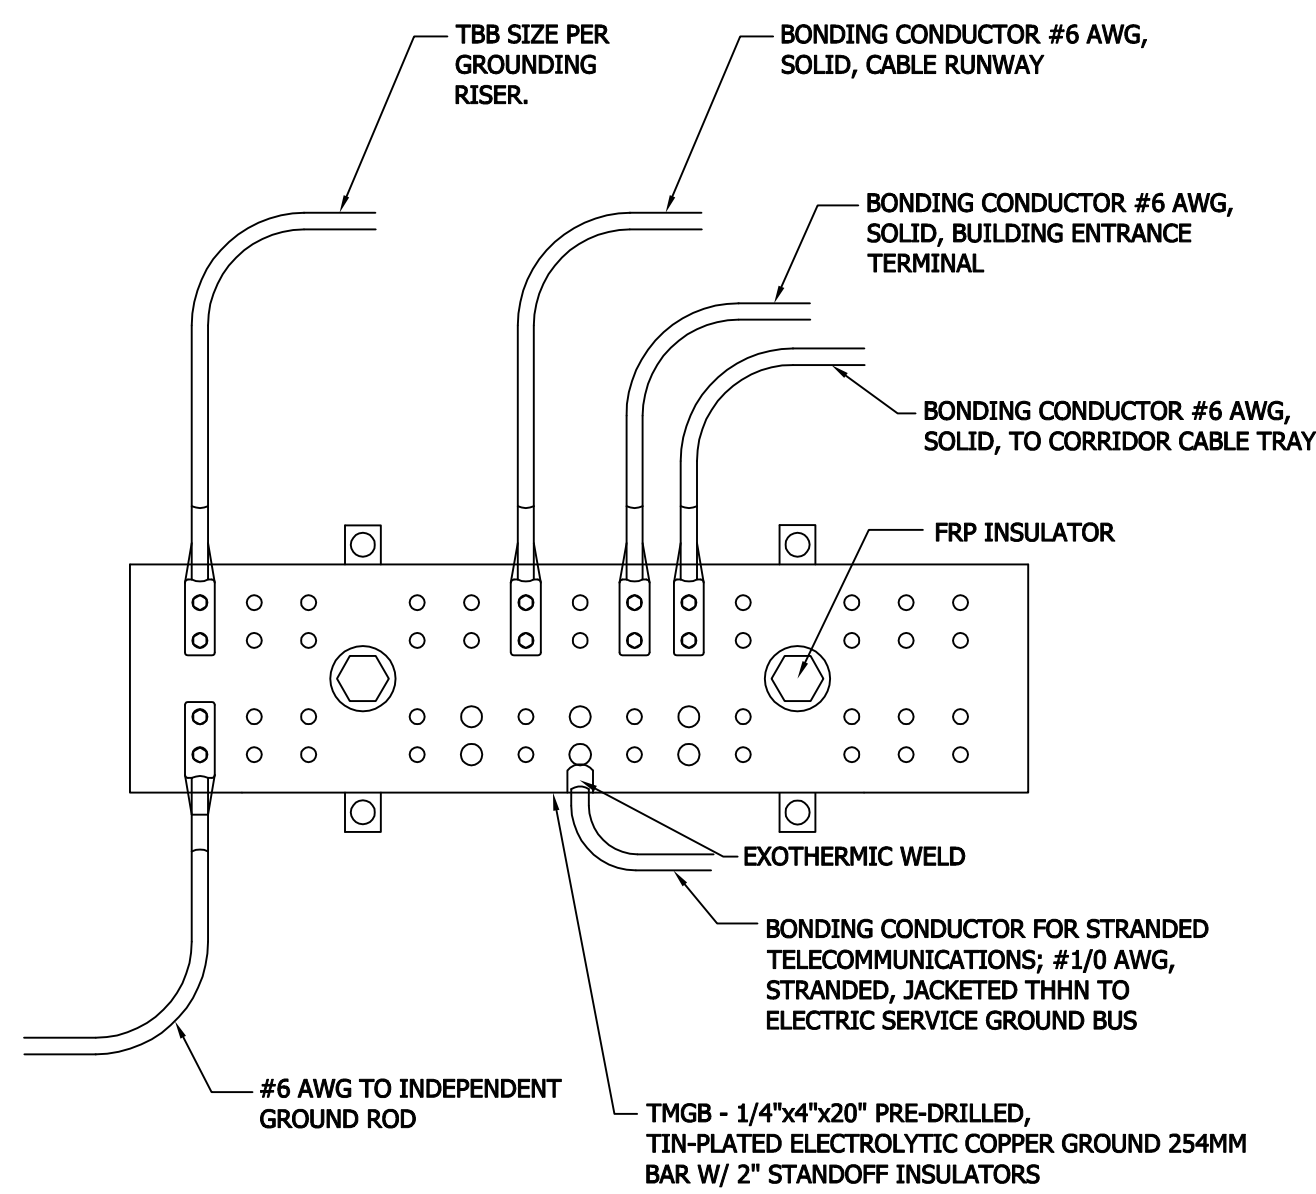 TBB SIZE PER
GROUNDING
RISER.
BONDING CONDUCTOR #6 AWG,
SOLID, CABLE RUNWAY
BONDING CONDUCTOR #6 AWG,
SOLID, BUILDING ENTRANCE
TERMINAL
BONDING CONDUCTOR #6 AWG,
SOLID, TO CORRIDOR CABLE TRAY
FRP INSULATOR
EXOTHERMIC WELD
BONDING CONDUCTOR FOR STRANDED
TELECOMMUNICATIONS; #1/0 AWG,
STRANDED, JACKETED THHN TO
ELECTRIC SERVICE GROUND BUS
#6 AWG TO INDEPENDENT
GROUND ROD
TMGB - 1/4"x4"x20" PRE-DRILLED,
TIN-PLATED ELECTROLYTIC COPPER GROUND 254MM
BAR W/ 2" STANDOFF INSULATORS